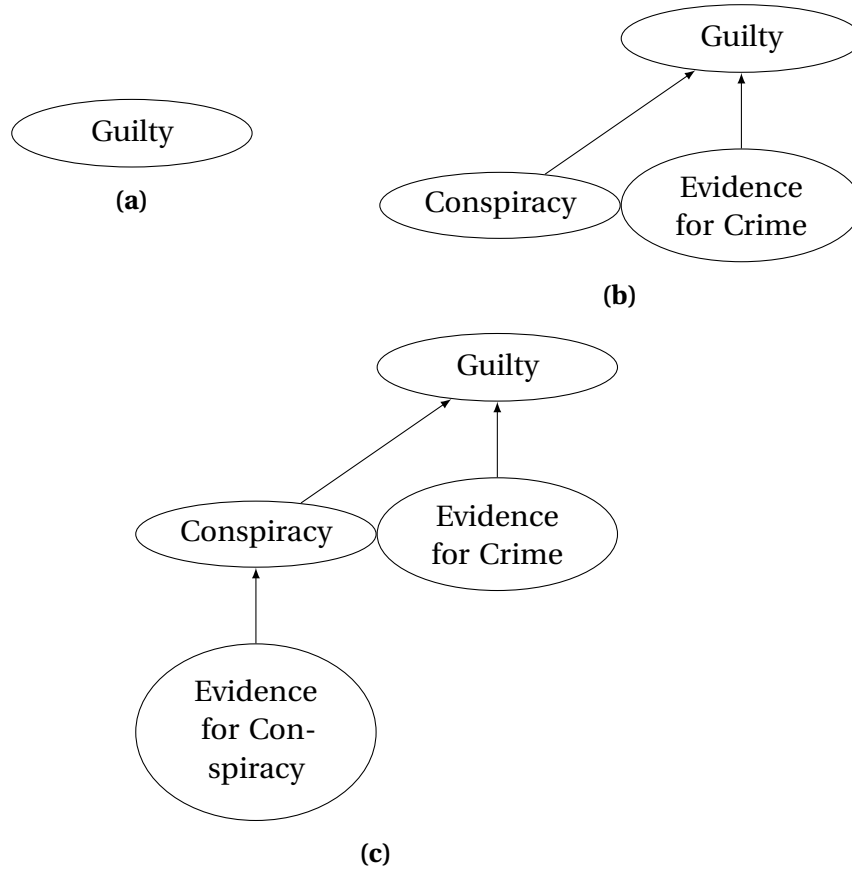 Guilty
(a)
Guilty
Conspiracy
Evidence
for Crime
(b)
Guilty
Conspiracy
Evidence
for Crime
Evidence
for Con-
spiracy
(c)